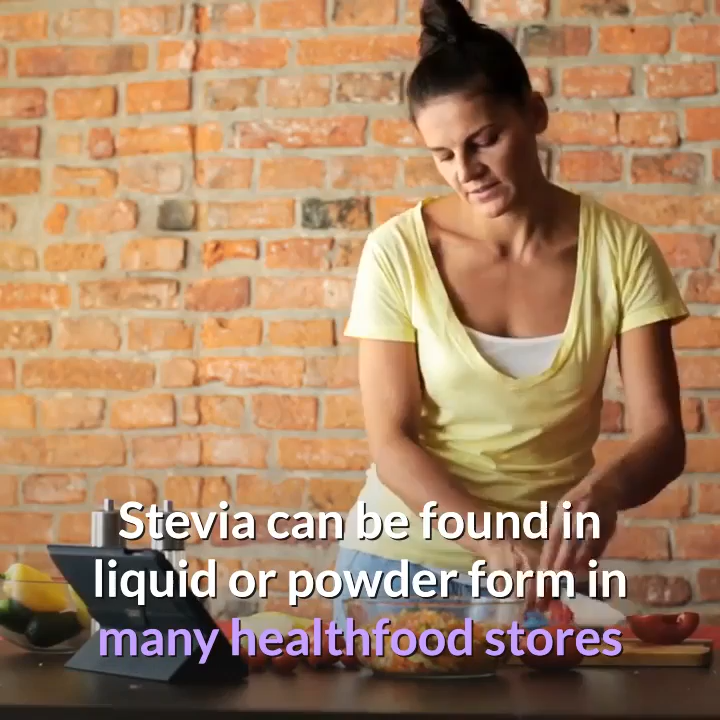 Stevia can be found in
liquid or powder form in
many healthfood stores